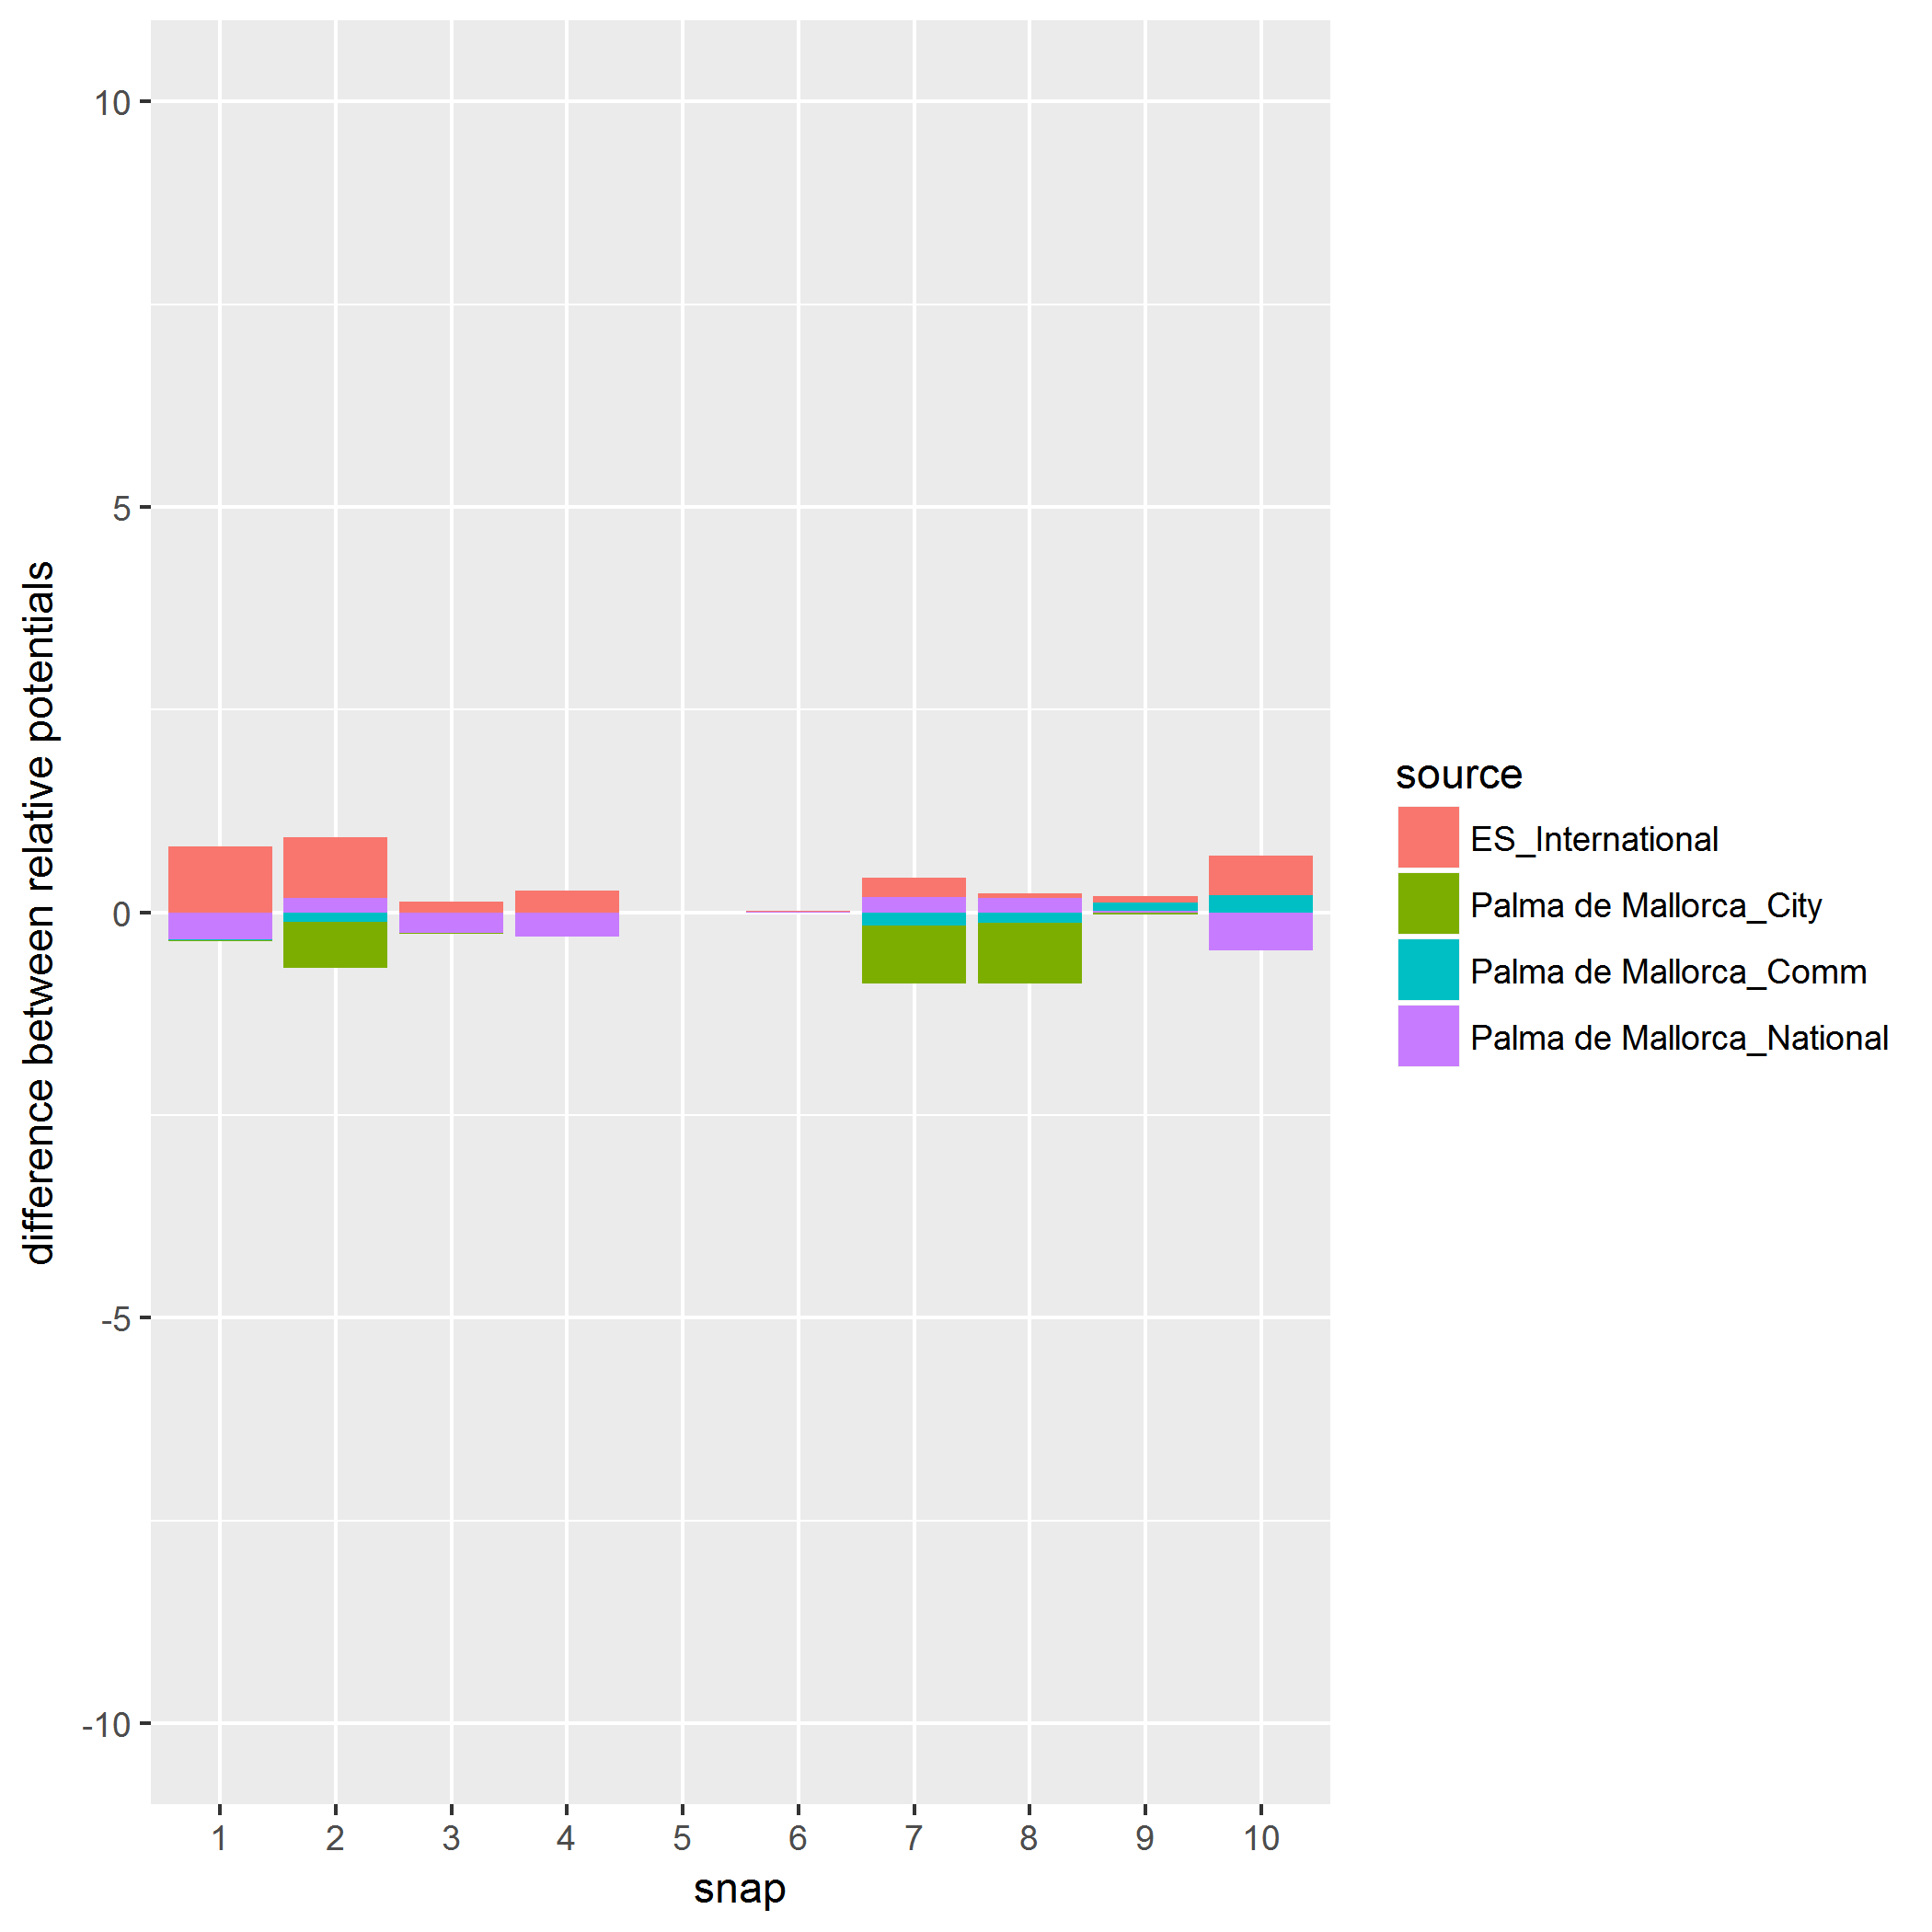 difference between relative potentials
10
5
0
-5
-10
1 2 3 4 5 6 7 8 9 10
snap
source
ES_International
Palma de Mallorca_City
Palma de Mallorca_Comm
Palma de Mallorca_National